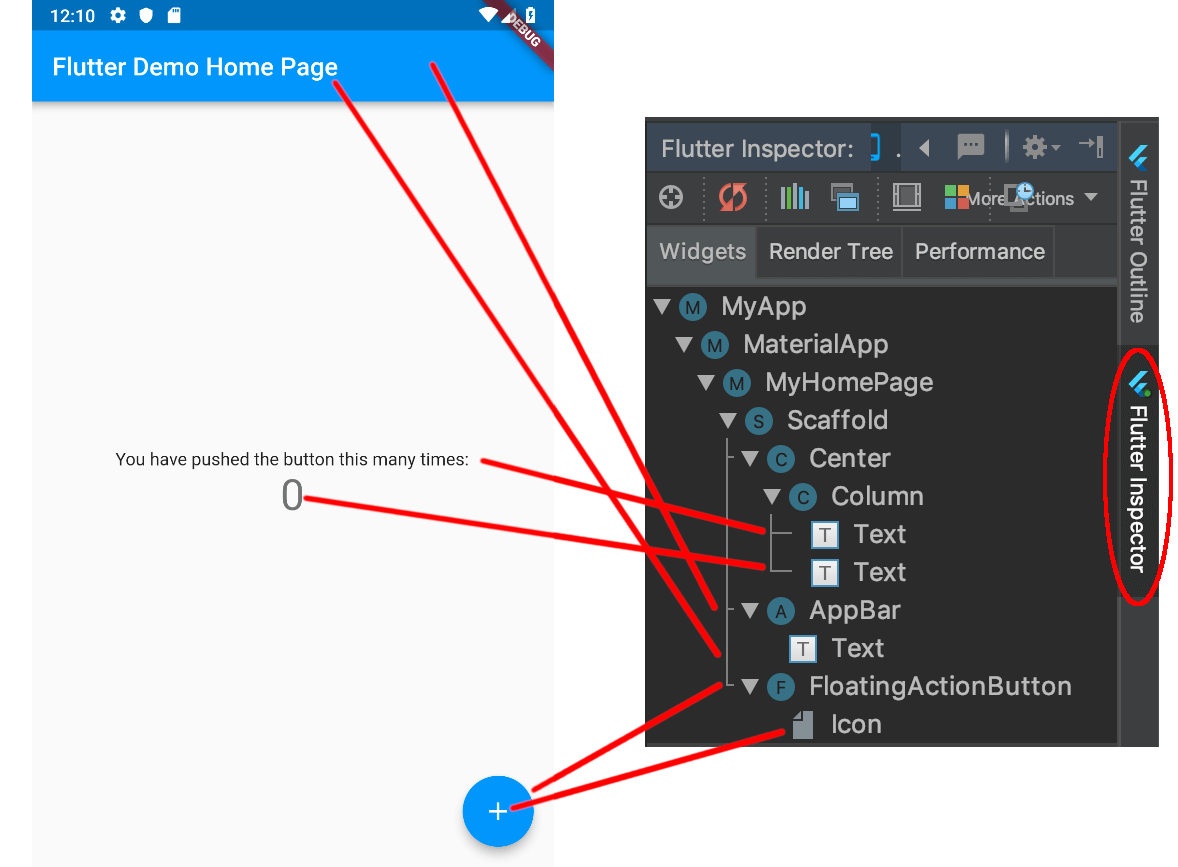 12:10
DEBUG
Flutter Demo Home Page
You have pushed the button this many times:
0
Flutter Inspector:
More Actions
Widgets
Render Tree
Performance
M MyApp
M MaterialApp
M MyHomePage
S Scaffold
C Center
C Column
T Text
T Text
A AppBar
T Text
F FloatingActionButton
Icon
Flutter Outline
Flutter Inspector